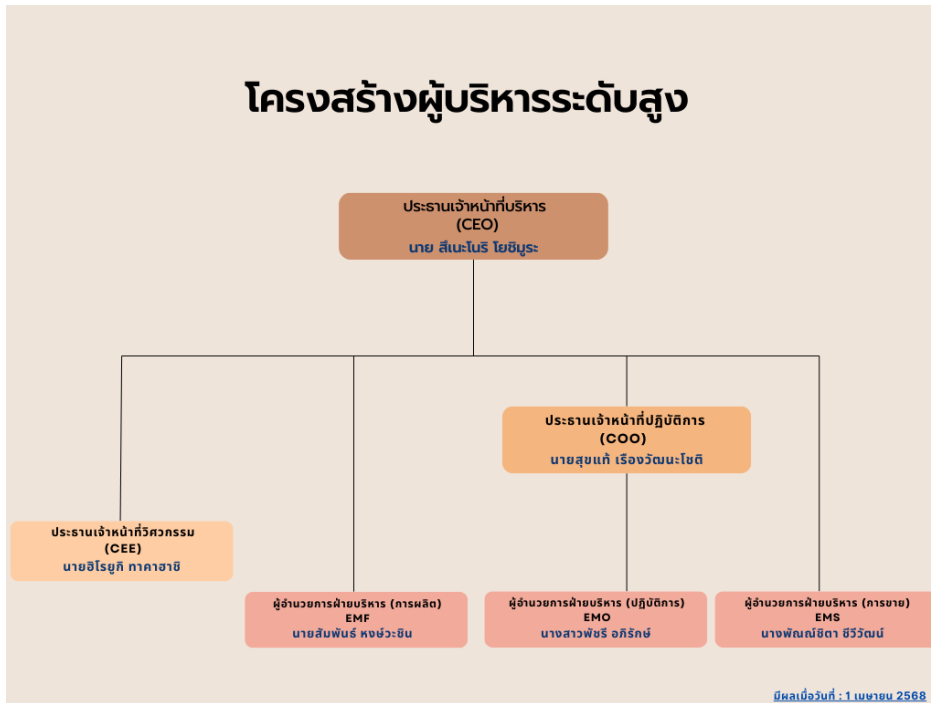 โครงสร้างผู้บริหารระดับสูง
ประธานเจ้าหน้าที่บริหาร
(CEO)
นาย สึเนะโนริ โยชิมูระ
ประธานเจ้าหน้าที่ปฏิบัติการ
(COO)
นายสุขแท้ เรืองวัฒนะโชติ
ประธานเจ้าหน้าที่วิศวกรรม
(CEE)
นายฮิโรยูกิ ทาคาฮาชิ
ผู้อำนวยการฝ่ายบริหาร (การผลิต)
EMF
นายสัมพันธ์ หงษ์วะชิน
ผู้อำนวยการฝ่ายบริหาร (ปฏิบัติการ)
EMO
นางสาวพัชรี อภิรักษ์
ผู้อำนวยการฝ่ายบริหาร (การขาย)
EMS
นางพัณณ์ชิตา ชีวีวัฒน์
มีผลเมื่อวันที่ : 1 เมษายน 2568